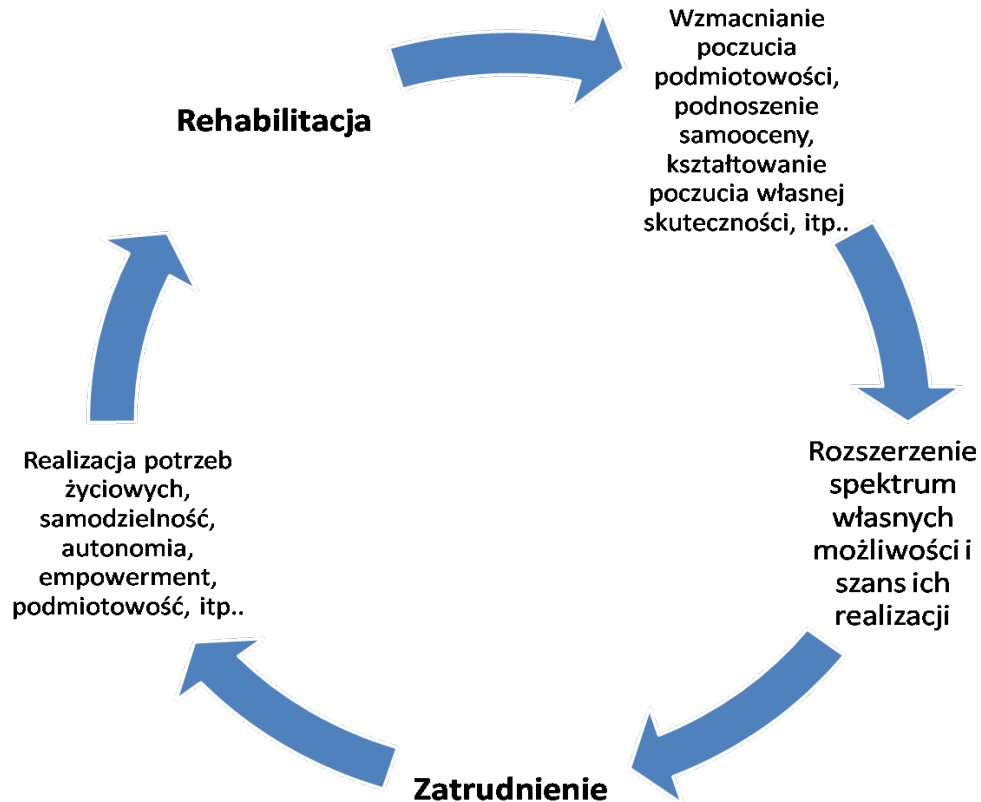 Rehabilitacja
Wzmacnianie
poczucia
podmiotowości,
podnoszenie
samooceny,
kształtowanie
poczucia własnej
skuteczności, itp..
Rozszerzenie
spektrum
własnych
możliwości i
szans ich
realizacji
Zatrudnienie
Realizacja potrzeb
życiowych,
samodzielność,
autonomia,
empowerment,
podmiotowość, itp..